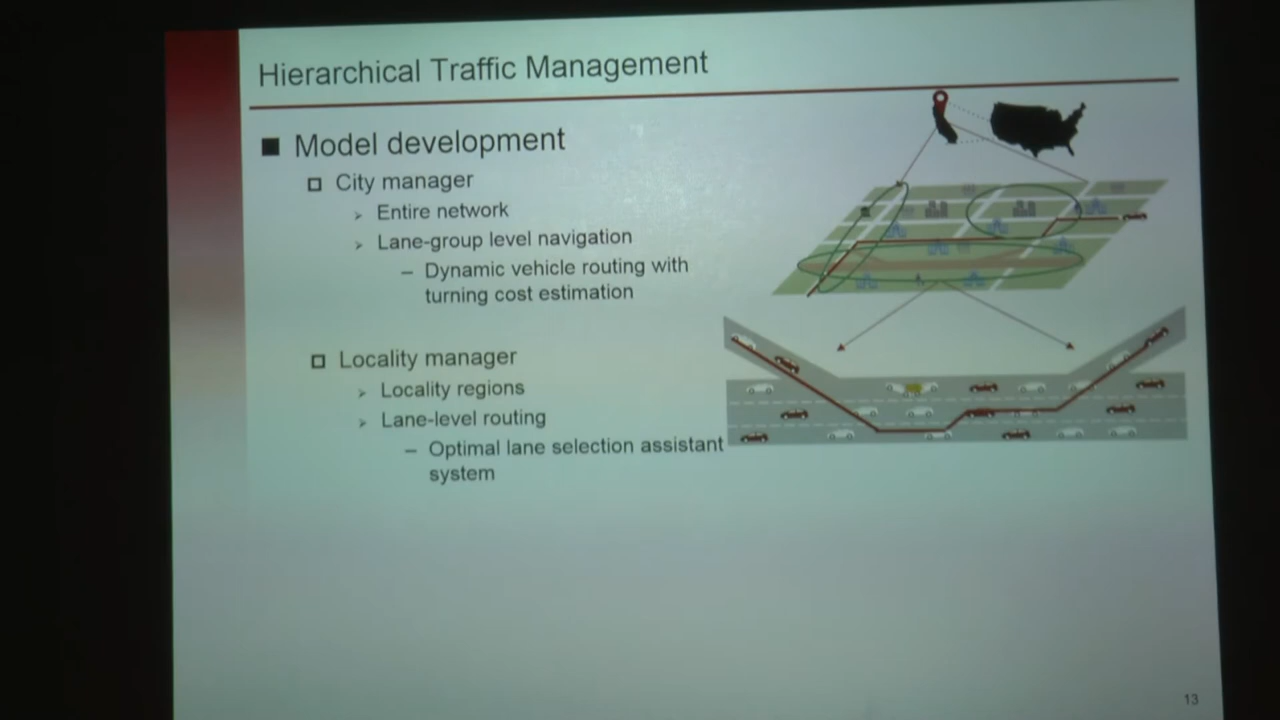 Hierarchical Traffic Management
Model development
City manager
Entire network
Lane-group level navigation
– Dynamic vehicle routing with
turning cost estimation
Locality manager
Locality regions
Lane-level routing
– Optimal lane selection assistant
system
13